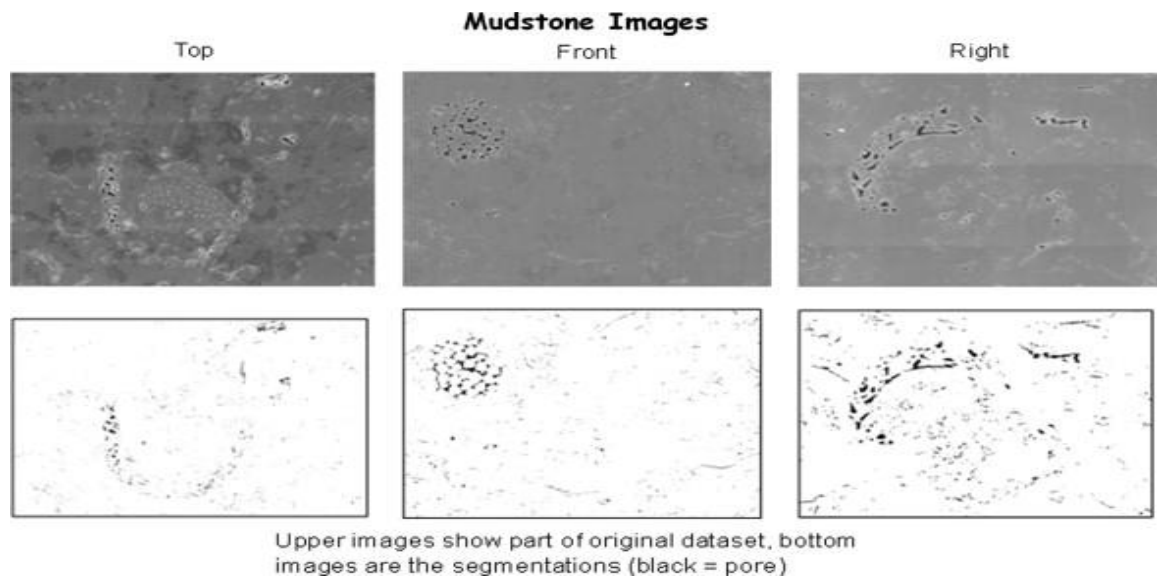 Mudstone Images
Top Front Right
Upper images show part of original dataset, bottom
images are the segmentations (black = pore)